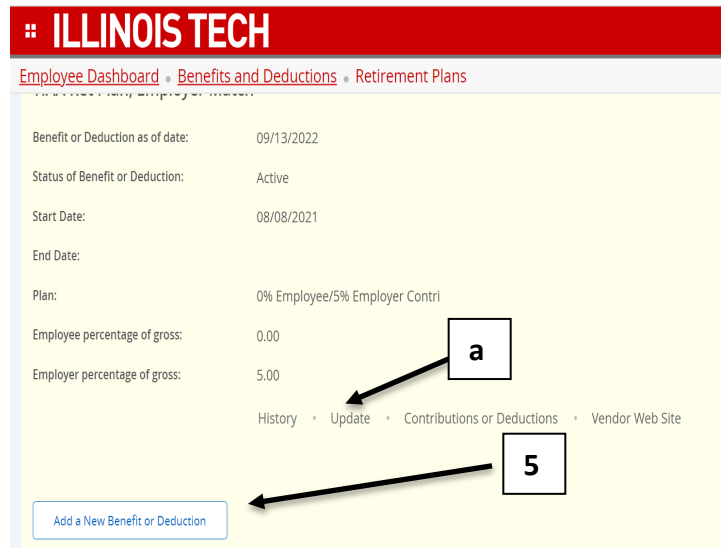 ILLINOIS TECH
Employee Dashboard • Benefits and Deductions • Retirement Plans
Plan, Employer Match
Benefit or Deduction as of date: 09/13/2022
Status of Benefit or Deduction: Active
Start Date: 08/08/2021
End Date:
Plan: 0% Employee/5% Employer Contri
Employee percentage of gross: 0.00
a
Employer percentage of gross: 5.00
History • Update • Contributions or Deductions • Vendor Web Site
5
Add a New Benefit or Deduction